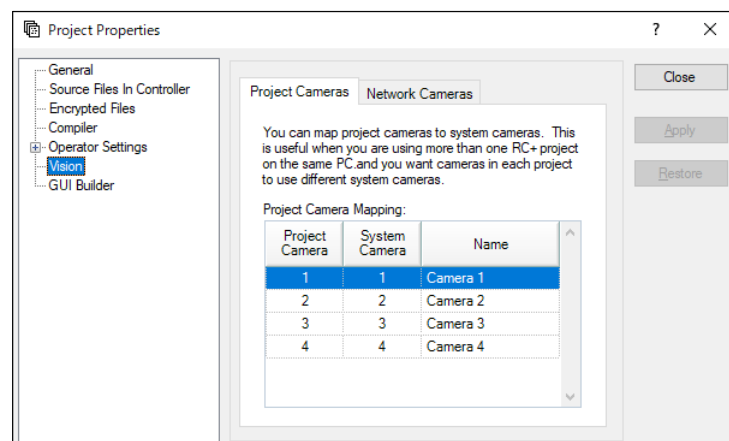 Project Properties
?
General
Source Files In Controller
Encrypted Files
Compiler
Operator Settings
Vision
GUI Builder
Project Cameras
Network Cameras
You can map project cameras to system cameras. This
is useful when you are using more than one RC+ project
on the same PC.and you want cameras in each project
to use different system cameras.
Project Camera Mapping:
Project Camera System Camera Name
1 1 Camera 1
2 2 Camera 2
3 3 Camera 3
4 4 Camera 4
Close
Apply
Restore